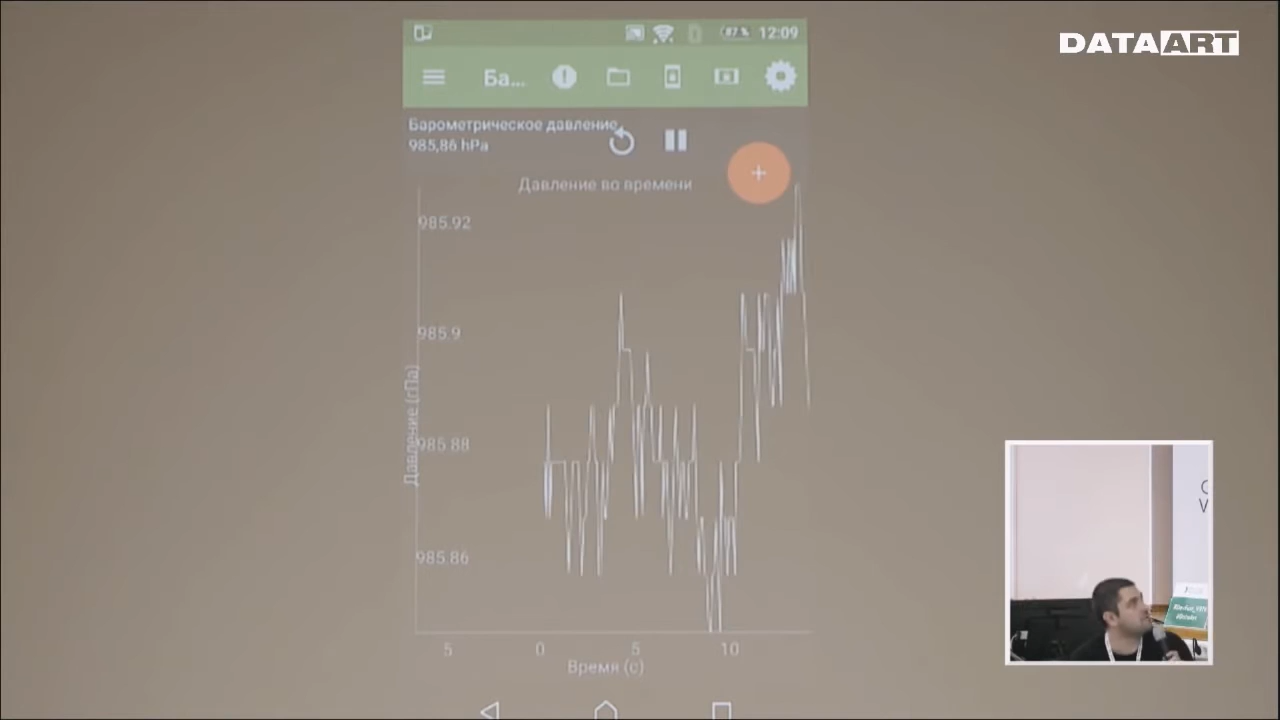 DATAART
87 %
12:09
Ба...
Барометрическое давление
985,86 hPa
Давление во времени
985.92
985.9
985.88
985.86
Давление (гПа)
5
0
5
10
Время (с)